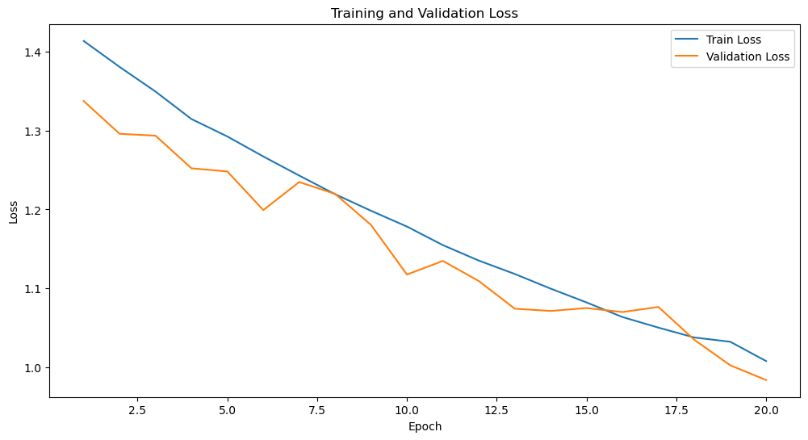 Training and Validation Loss
Train Loss
Validation Loss
1.4
1.3
1.2
1.1
1.0
Loss
2.5 5.0 7.5 10.0 12.5 15.0 17.5 20.0
Epoch